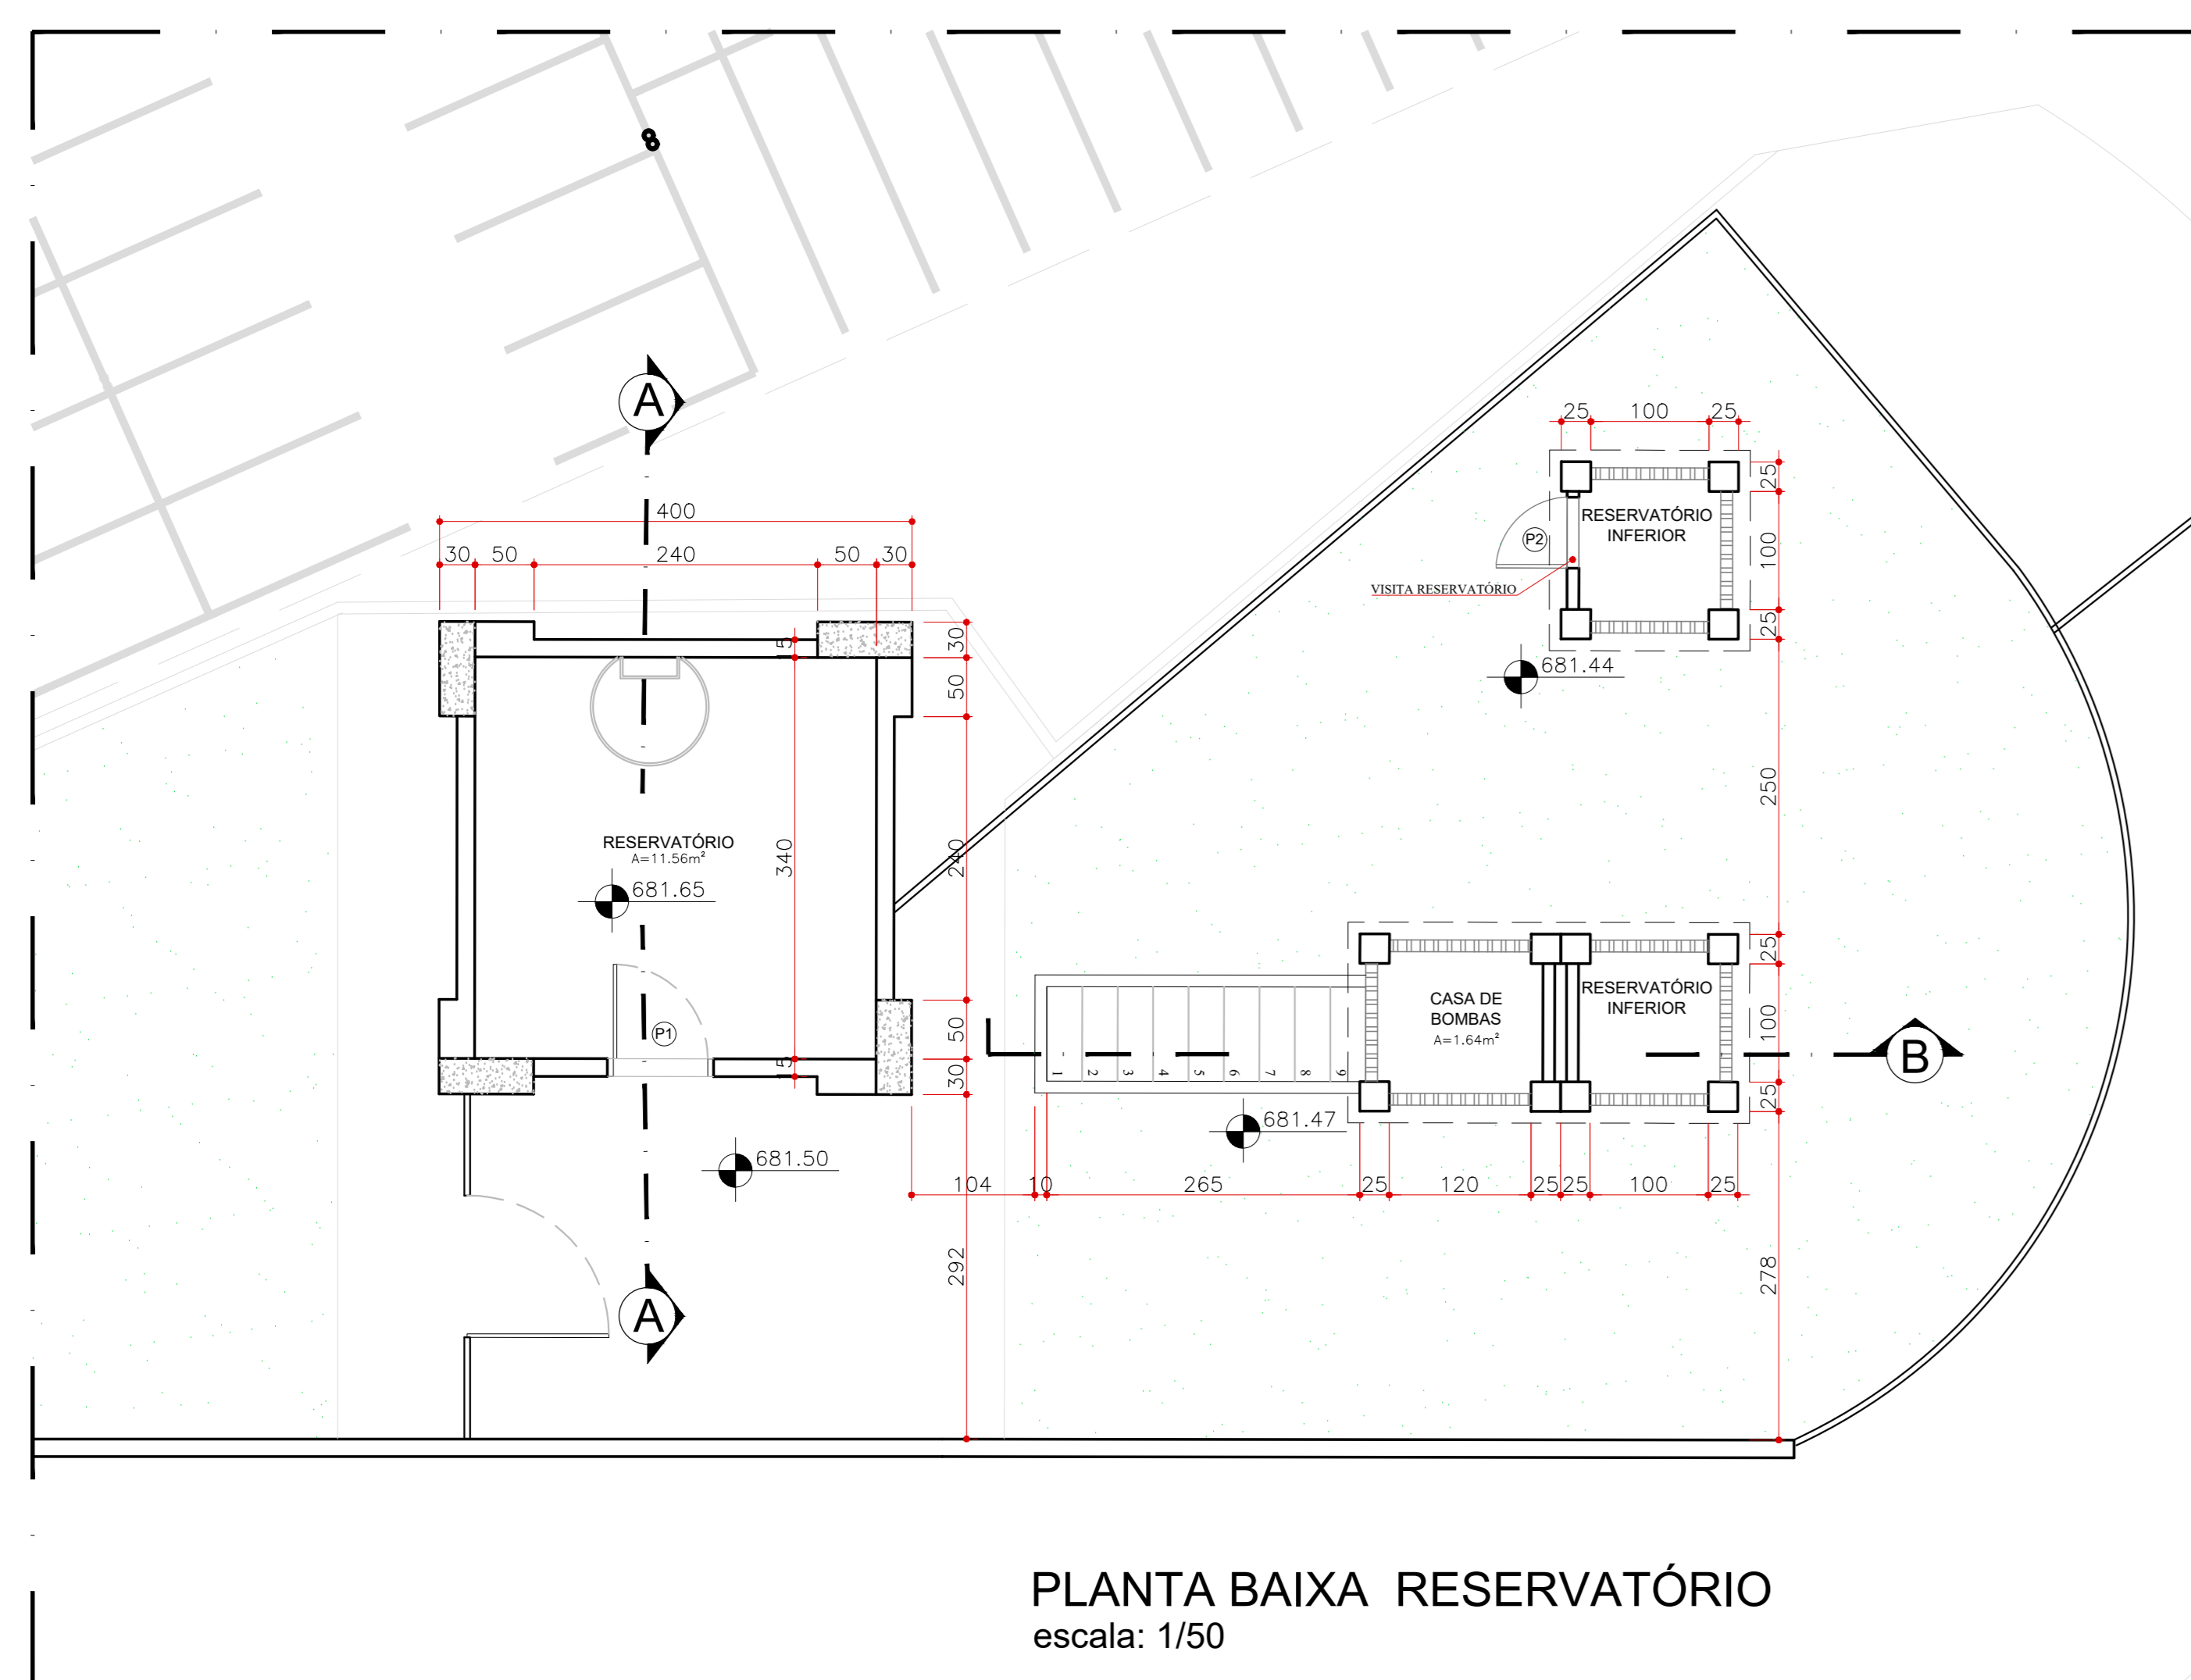 8
A
25 100 25
25
RESERVATÓRIO
INFERIOR
P2
100
VISITA RESERVATÓRIO
25
681.44
400
30 50 240 50 30
15
30
50
250
RESERVATÓRIO
A=11.56m²
340
240
681.65
25
CASA DE
BOMBAS
A=1.64m²
RESERVATÓRIO
INFERIOR
100
P1
50
15
30
1 2 3 4 5 6 7 8 9
B
25
681.47
681.50
104 10 265 25 120 25 25 100 25
292
278
A
PLANTA BAIXA RESERVATÓRIO
escala: 1/50